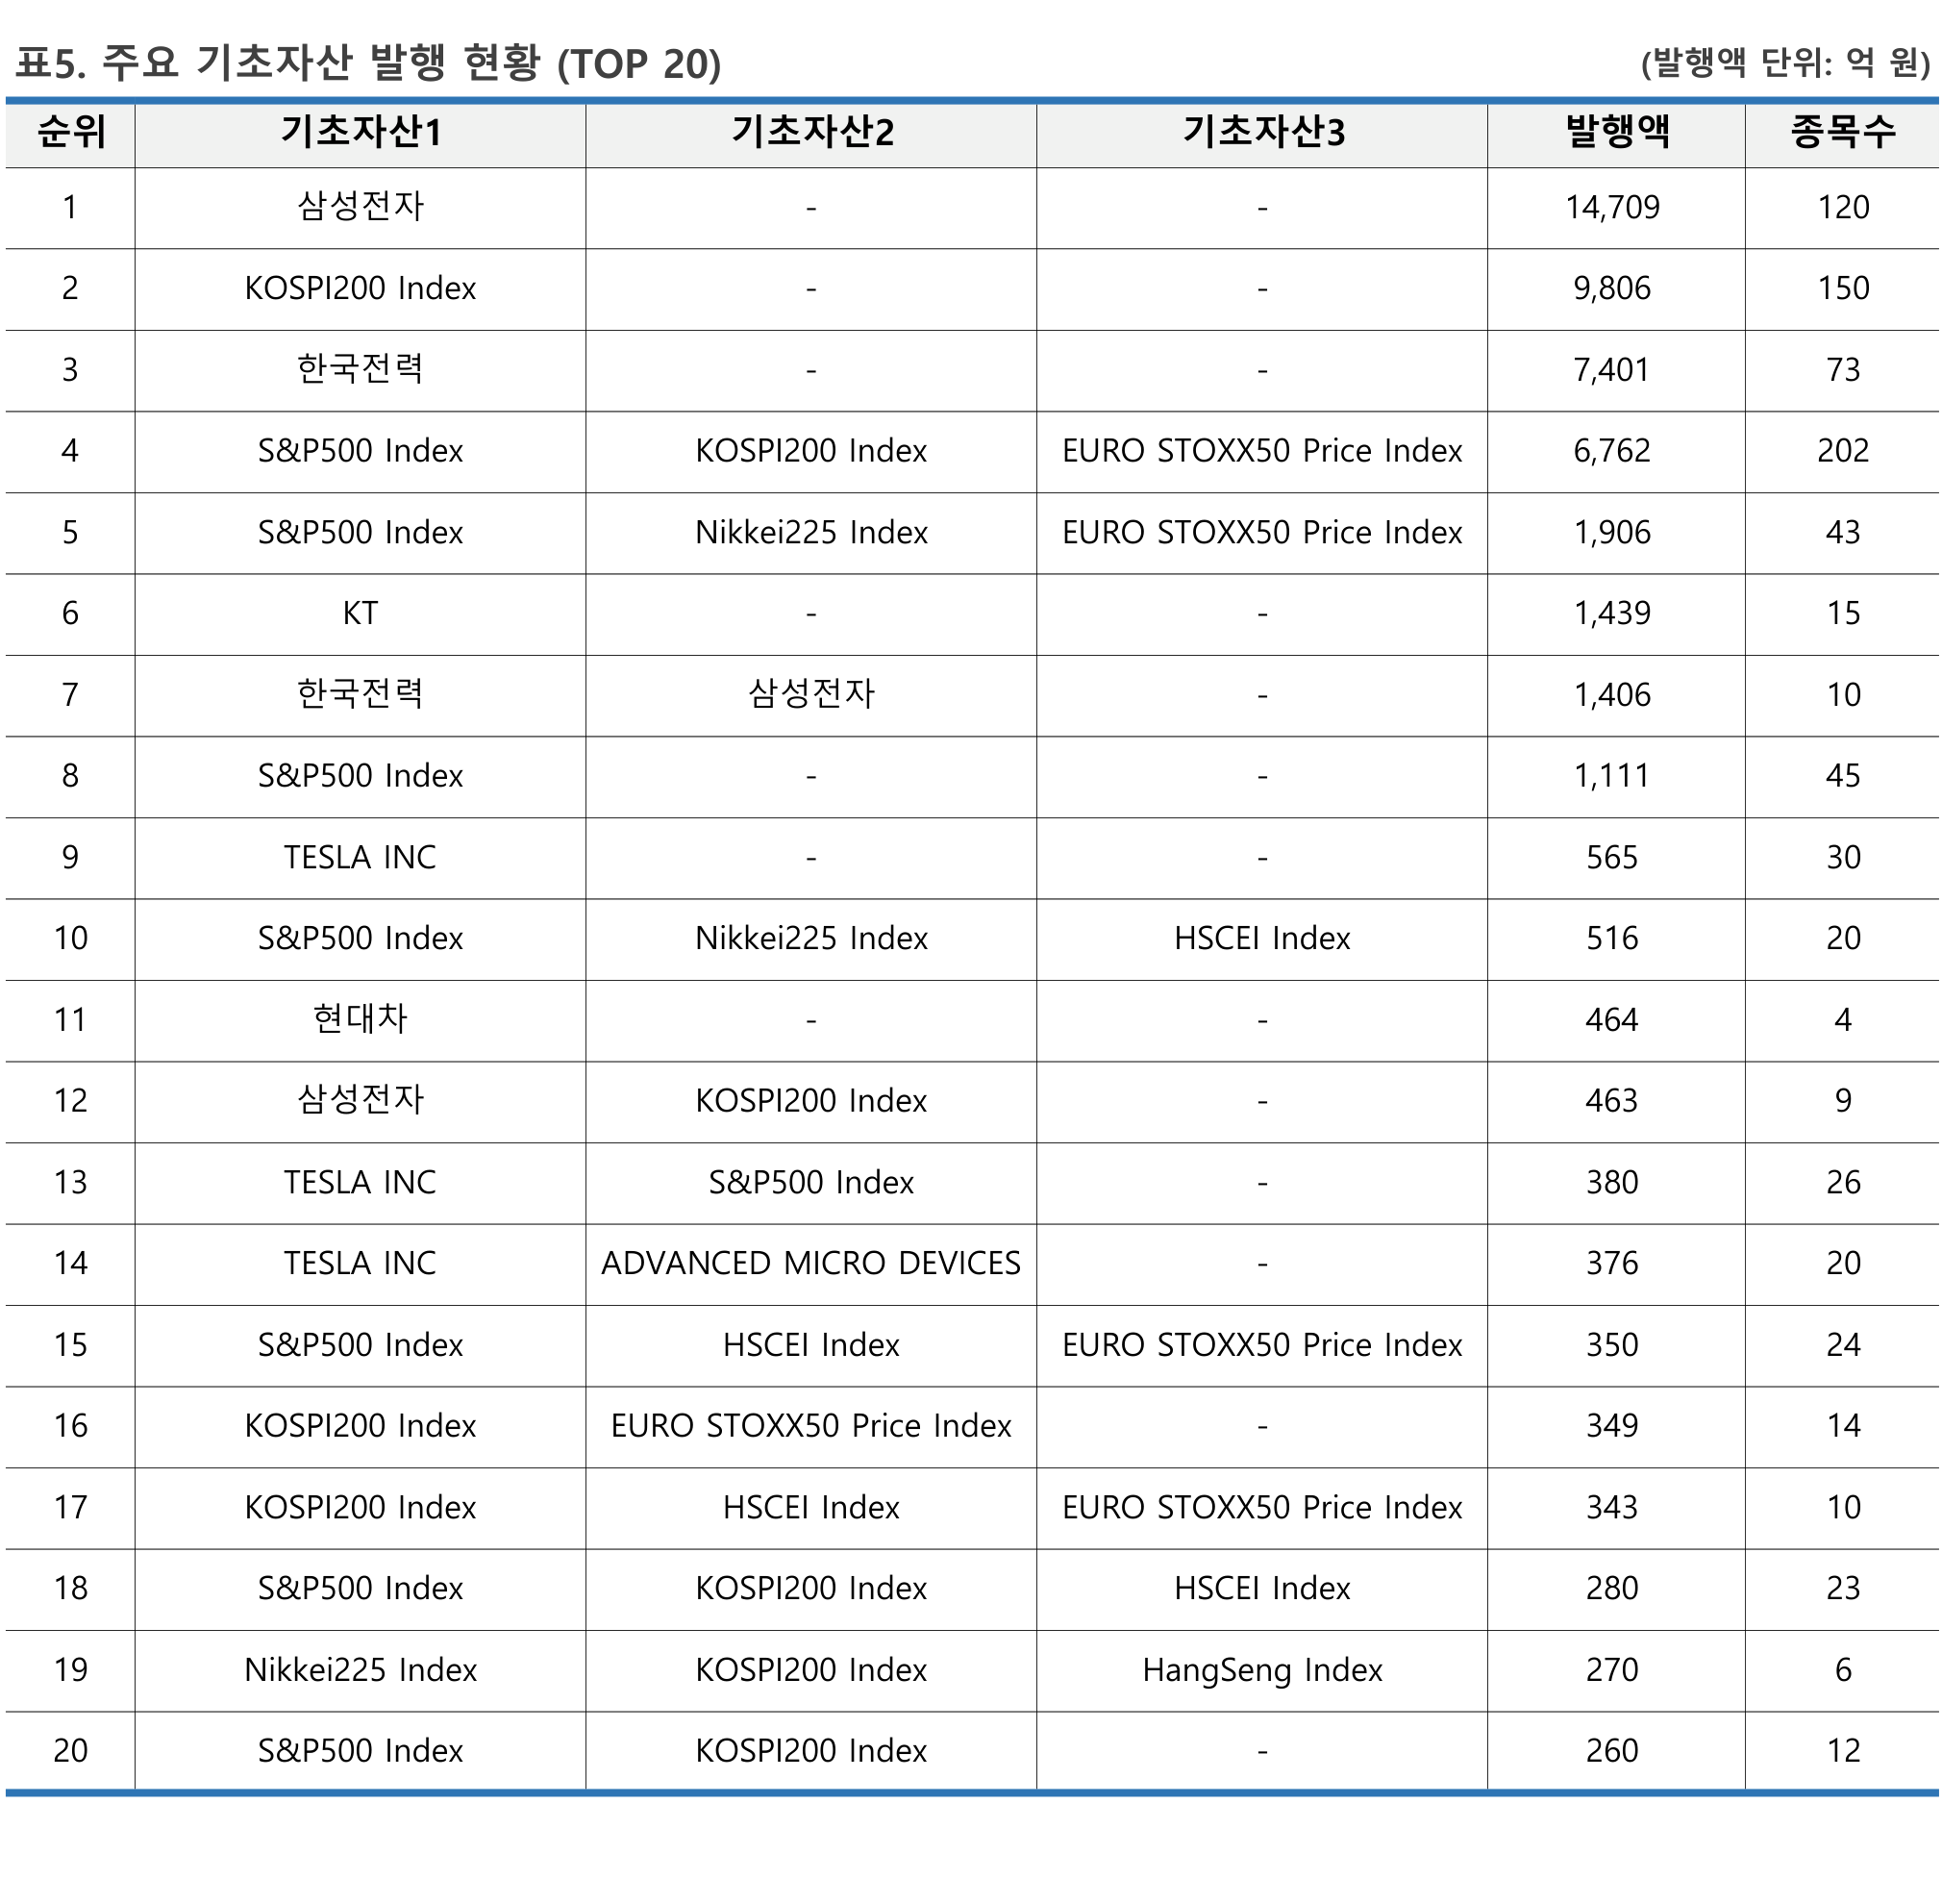 표5. 주요 기초자산 발행 현황 (TOP 20) (발행액 단위: 억 원)
순위 기초자산1 기초자산2 기초자산3 발행액 종목수
1 삼성전자 - - 14,709 120
2 KOSPI200 Index - - 9,806 150
3 한국전력 - - 7,401 73
4 S&P500 Index KOSPI200 Index EURO STOXX50 Price Index 6,762 202
5 S&P500 Index Nikkei225 Index EURO STOXX50 Price Index 1,906 43
6 KT - - 1,439 15
7 한국전력 삼성전자 - 1,406 10
8 S&P500 Index - - 1,111 45
9 TESLA INC - - 565 30
10 S&P500 Index Nikkei225 Index HSCEI Index 516 20
11 현대차 - - 464 4
12 삼성전자 KOSPI200 Index - 463 9
13 TESLA INC S&P500 Index - 380 26
14 TESLA INC ADVANCED MICRO DEVICES - 376 20
15 S&P500 Index HSCEI Index EURO STOXX50 Price Index 350 24
16 KOSPI200 Index EURO STOXX50 Price Index - 349 14
17 KOSPI200 Index HSCEI Index EURO STOXX50 Price Index 343 10
18 S&P500 Index KOSPI200 Index HSCEI Index 280 23
19 Nikkei225 Index KOSPI200 Index HangSeng Index 270 6
20 S&P500 Index KOSPI200 Index - 260 12